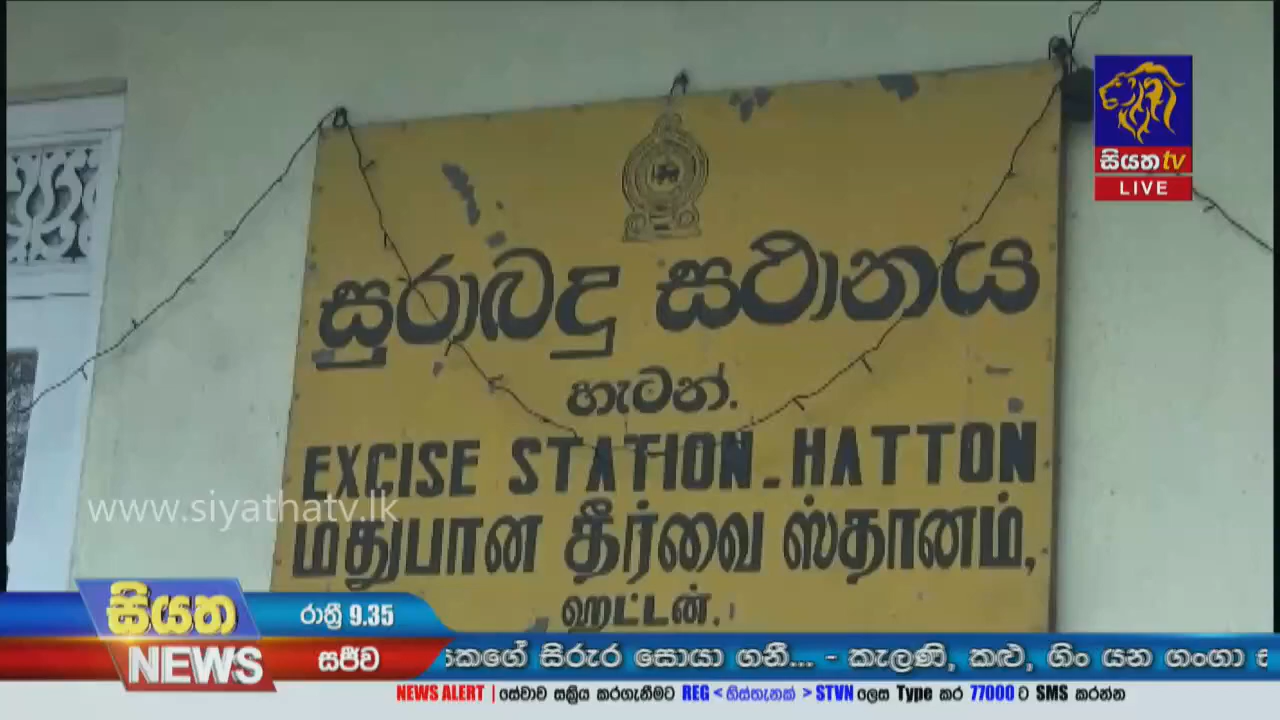 සියත tv
LIVE
සුරාබදු ස්ථානය
හැටන්.
EXCISE STATION - HATTON
மதுபான தீர்வை ஸ்தானம்,
ஹட்டன்.
www.siyathatv.lk
සියත
NEWS
රාත්‍රී 9.35
සජීව
සිරුර සොයා ගනී... - කැලණි, කළු, ගිං යන ගංගා
NEWS ALERT | සේවාව සක්‍රිය කරගැනීමට REG < හිස්තැනක් > STVN ලෙස Type කර 77000 ට SMS කරන්න